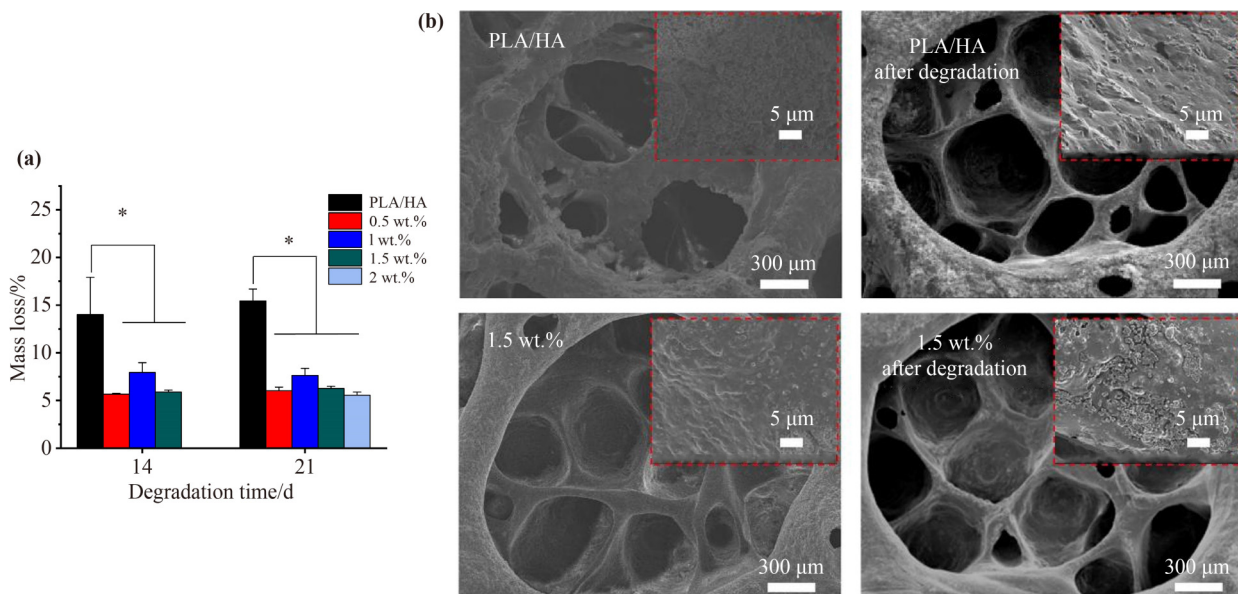 (a)
25
20
15
10
5
0
Mass loss/%
*
*
PLA/HA
0.5 wt.%
1 wt.%
1.5 wt.%
2 wt.%
14
21
Degradation time/d
(b)
PLA/HA
5 μm
300 μm
PLA/HA
after degradation
5 μm
300 μm
1.5 wt.%
5 μm
300 μm
1.5 wt.%
after degradation
5 μm
300 μm